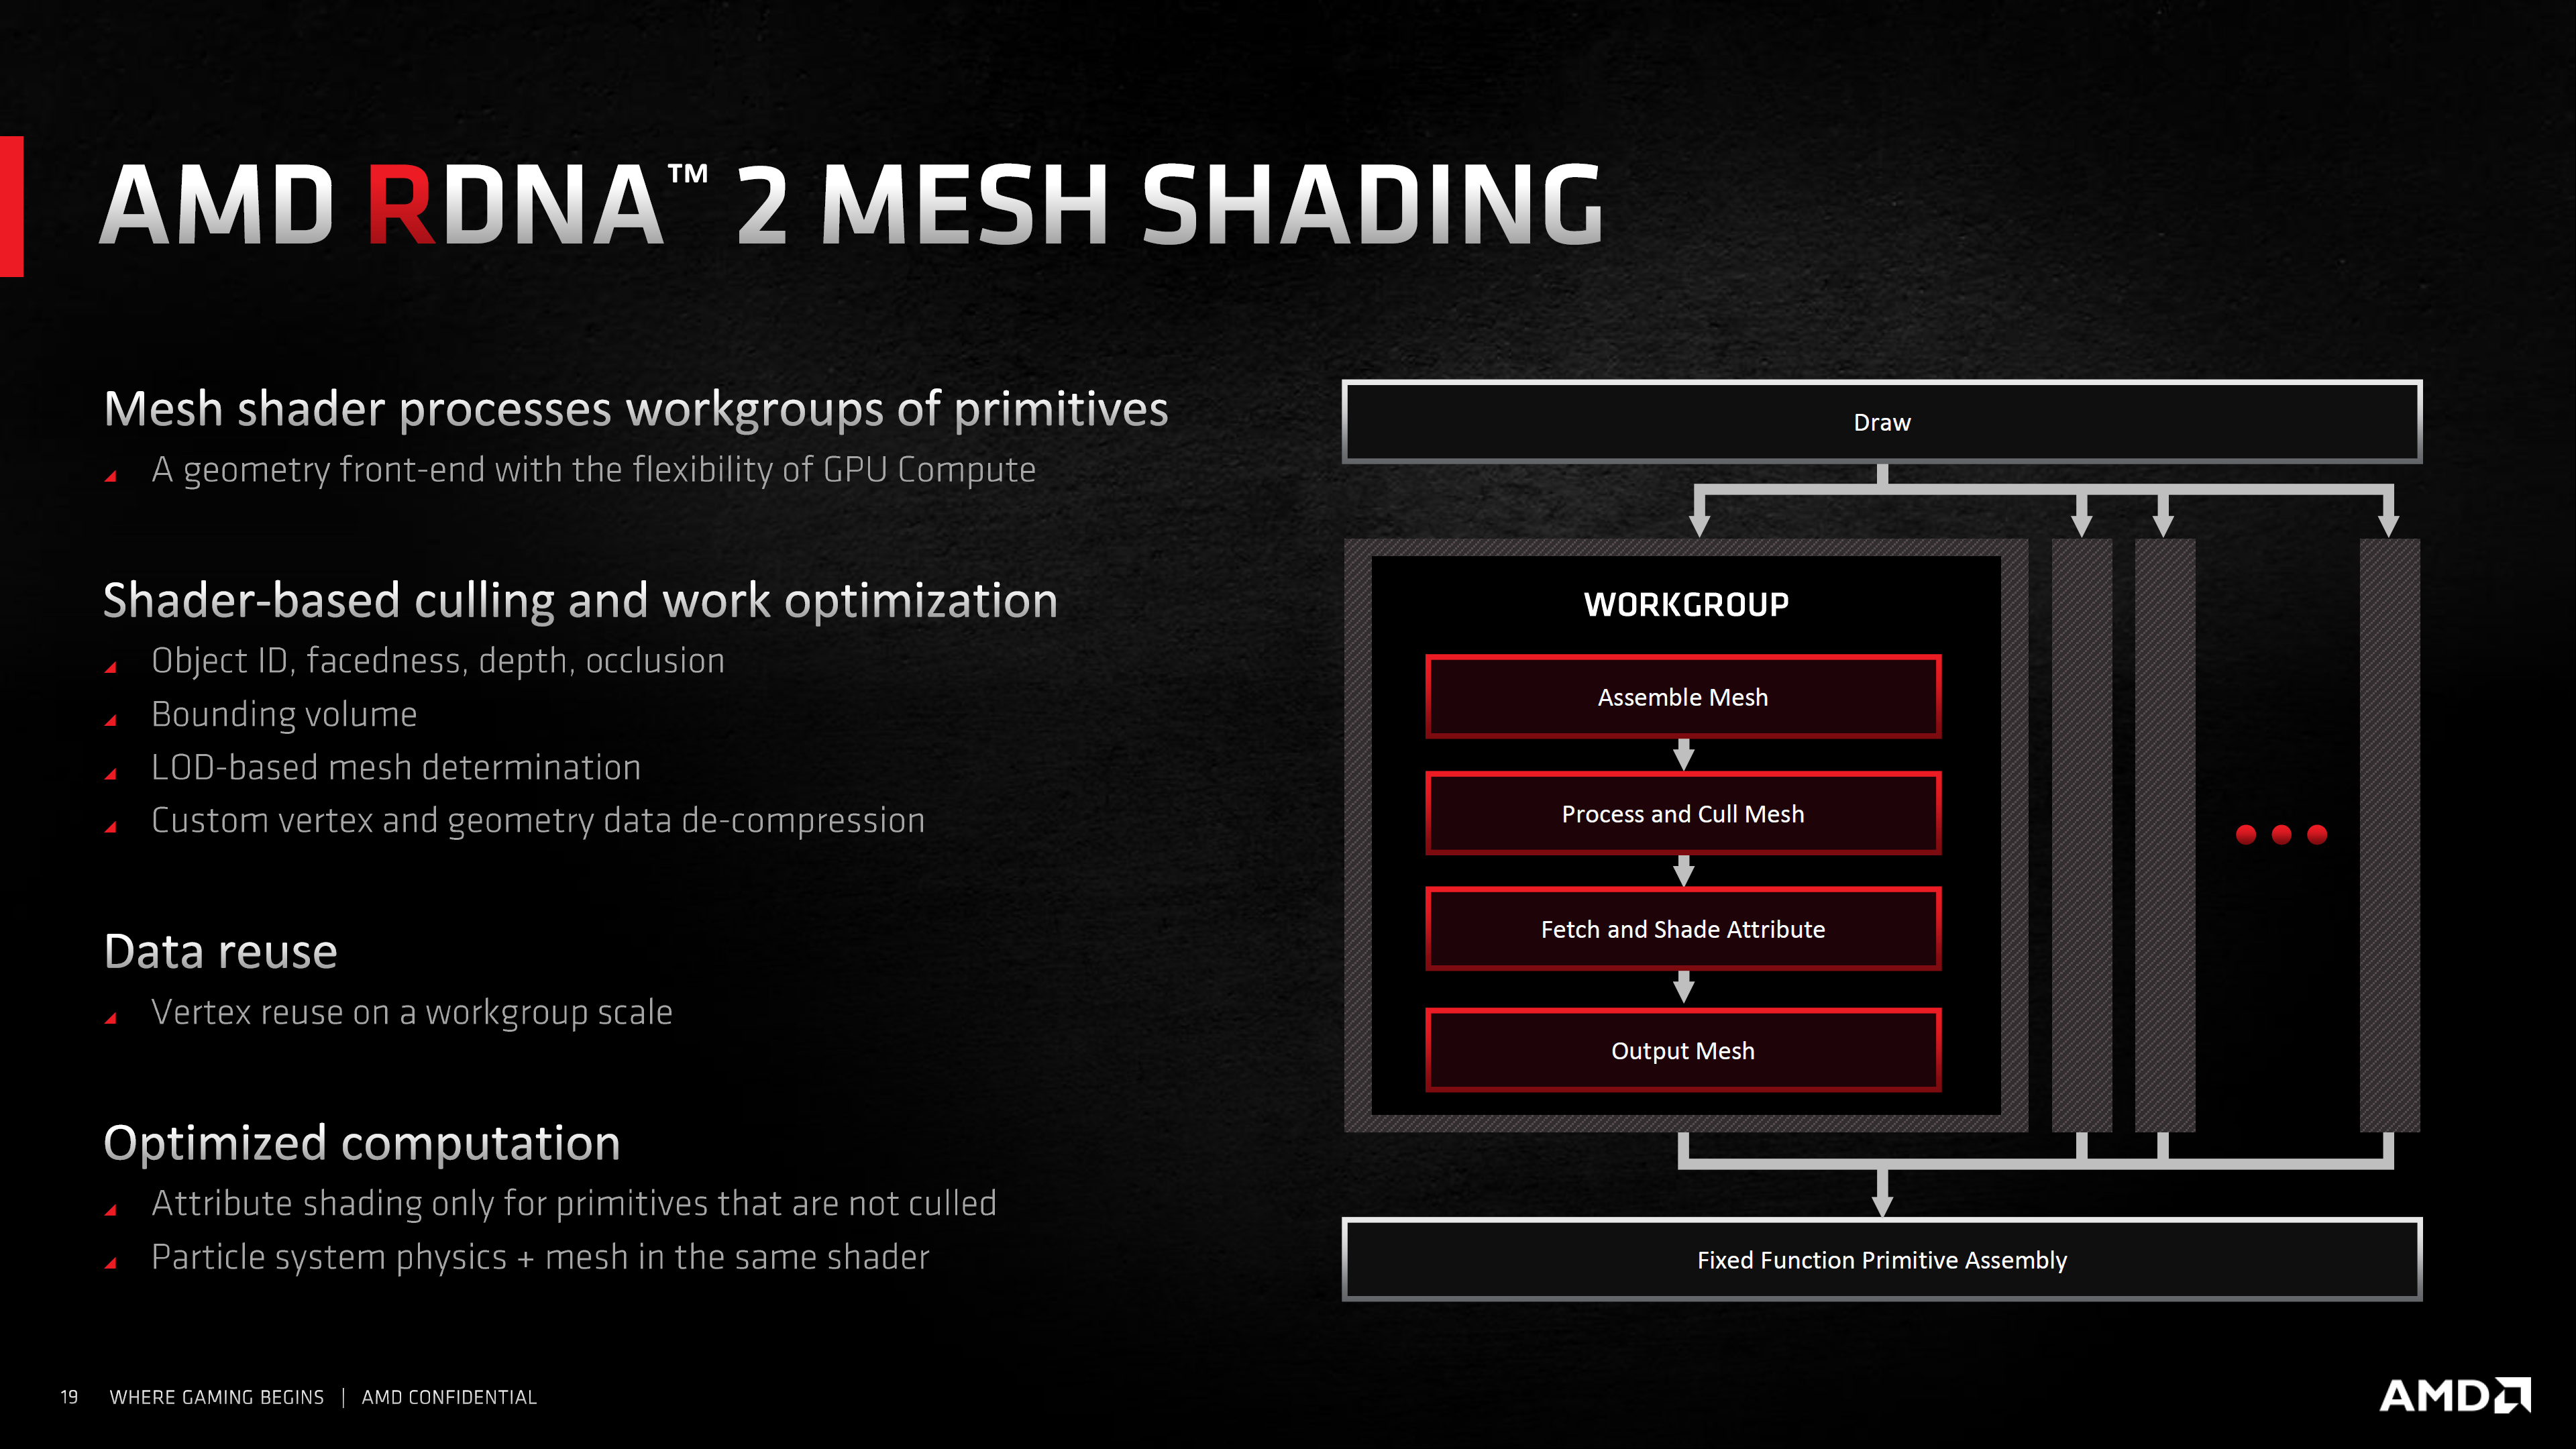 AMD RDNA™ 2 MESH SHADING
Mesh shader processes workgroups of primitives
A geometry front-end with the flexibility of GPU Compute
Shader-based culling and work optimization
Object ID, facedness, depth, occlusion
Bounding volume
LOD-based mesh determination
Custom vertex and geometry data de-compression
Data reuse
Vertex reuse on a workgroup scale
Optimized computation
Attribute shading only for primitives that are not culled
Particle system physics + mesh in the same shader
Draw
WORKGROUP
Assemble Mesh
Process and Cull Mesh
Fetch and Shade Attribute
Output Mesh
Fixed Function Primitive Assembly
19 WHERE GAMING BEGINS | AMD CONFIDENTIAL
AMD